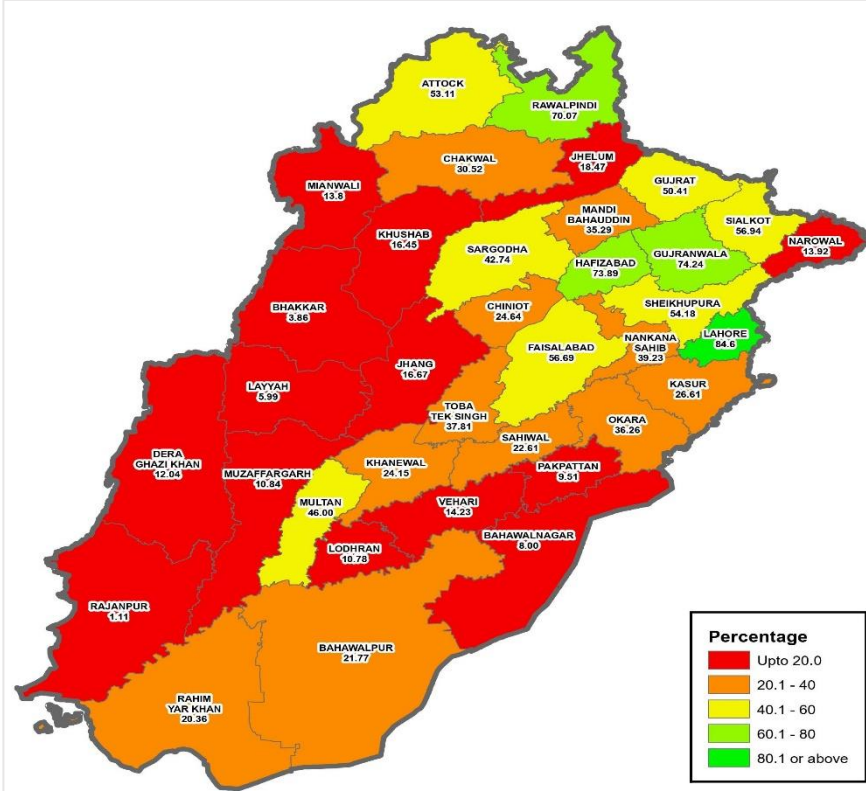 ATTOCK
53.11
RAWALPINDI
70.07
CHAKWAL
30.52
JHELUM
18.47
MIANWALI
13.8
GUJRAT
50.41
MANDI
BAHAUDDIN
35.29
SIALKOT
56.94
KHUSHAB
16.45
SARGODHA
42.74
HAFIZABAD
73.89
GUJRANWALA
74.24
NAROWAL
13.92
BHAKKAR
3.86
CHINIOT
24.64
SHEIKHUPURA
54.18
LAHORE
84.6
NANKANA
SAHIB
39.23
FAISALABAD
56.69
JHANG
16.67
LAYYAH
5.99
KASUR
26.61
TOBA
TEK SINGH
37.81
OKARA
36.26
SAHIWAL
22.61
DERA
GHAZI KHAN
12.04
MUZAFFARGARH
10.84
KHANEWAL
24.15
PAKPATTAN
9.51
MULTAN
46.00
VEHARI
14.23
BAHAWALNAGAR
8.00
LODHRAN
10.78
RAJANPUR
1.11
BAHAWALPUR
21.77
RAHIM
YAR KHAN
20.36
Percentage
Upto 20.0
20.1 - 40
40.1 - 60
60.1 - 80
80.1 or above